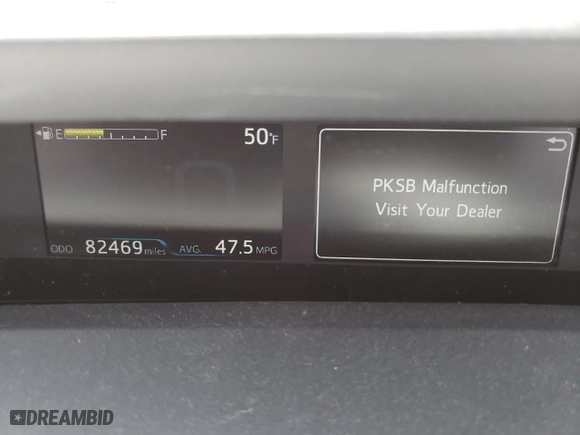 E F 50°F
PKSB Malfunction
Visit Your Dealer
ODO 82469 miles AVG. 47.5 MPG
DREAMBID